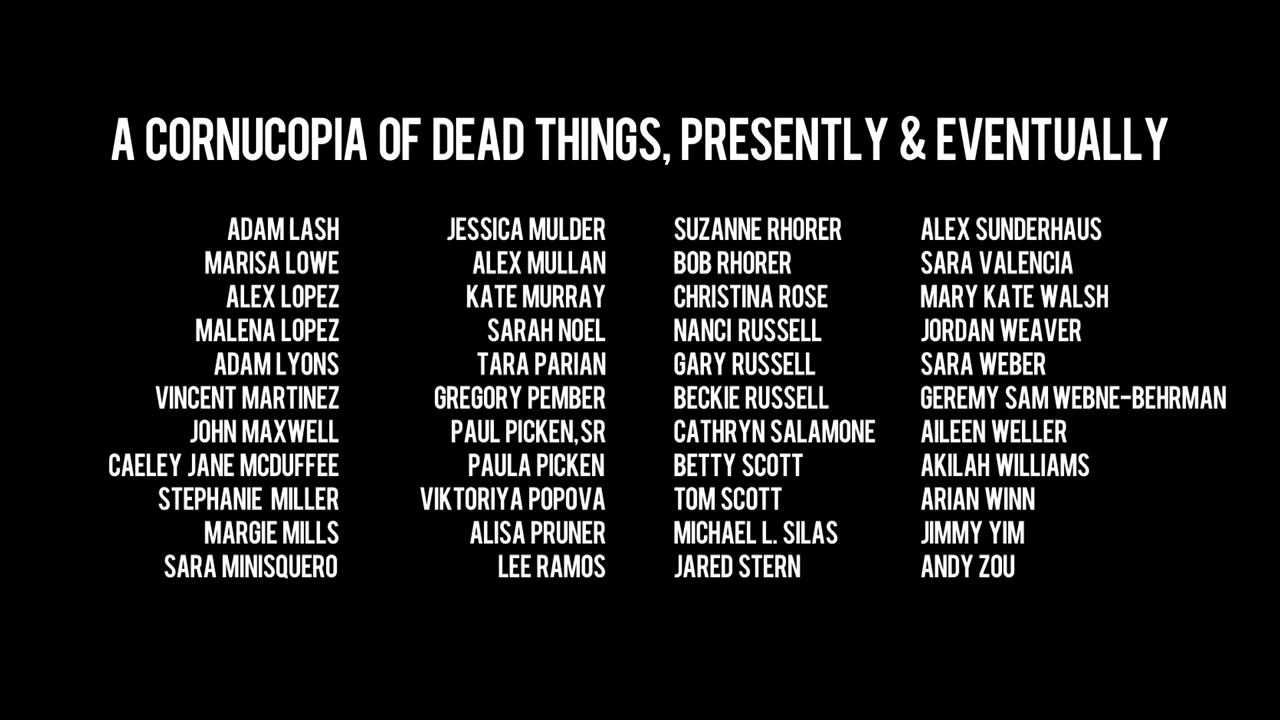 A CORNUCOPIA OF DEAD THINGS, PRESENTLY & EVENTUALLY
ADAM LASH
MARISA LOWE
ALEX LOPEZ
MALENA LOPEZ
ADAM LYONS
VINCENT MARTINEZ
JOHN MAXWELL
CAELEY JANE MCDUFFEE
STEPHANIE MILLER
MARGIE MILLS
SARA MINISQUERO
JESSICA MULDER
ALEX MULLAN
KATE MURRAY
SARAH NOEL
TARA PARIAN
GREGORY PEMBER
PAUL PICKEN, SR
PAULA PICKEN
VIKTORIYA POPOVA
ALISA PRUNER
LEE RAMOS
SUZANNE RHORER
BOB RHORER
CHRISTINA ROSE
NANCI RUSSELL
GARY RUSSELL
BECKIE RUSSELL
CATHRYN SALAMONE
BETTY SCOTT
TOM SCOTT
MICHAEL L. SILAS
JARED STERN
ALEX SUNDERHAUS
SARA VALENCIA
MARY KATE WALSH
JORDAN WEAVER
SARA WEBER
GEREMY SAM WEBNE-BEHRMAN
AILEEN WELLER
AKILAH WILLIAMS
ARIAN WINN
JIMMY YIM
ANDY ZOU